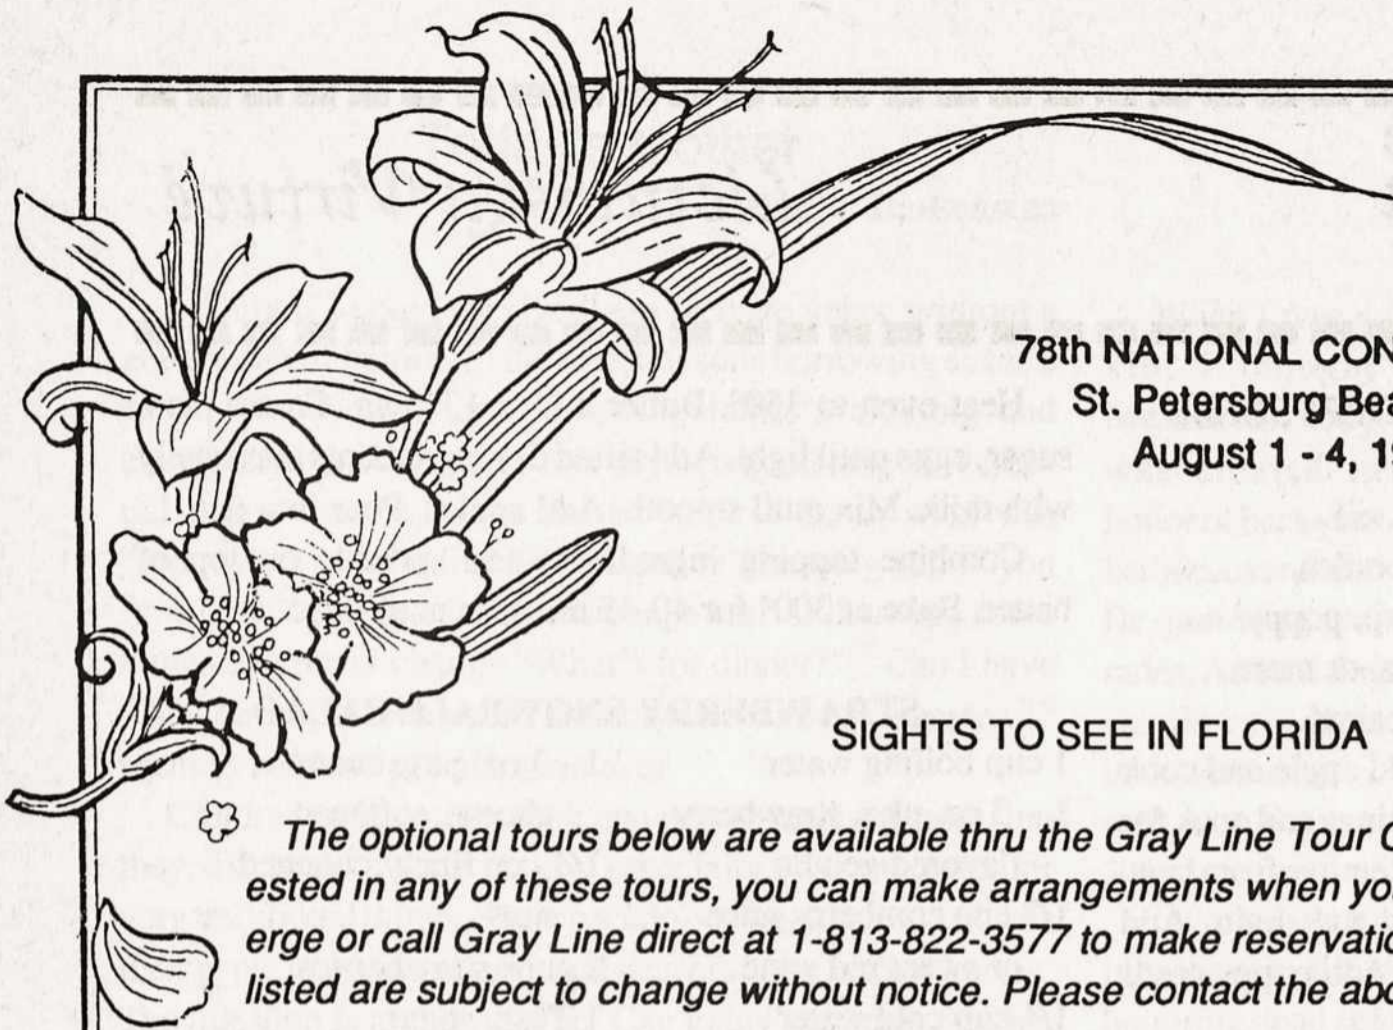 78th NATIONAL CON
St. Petersburg Bea
August 1 - 4, 19
SIGHTS TO SEE IN FLORIDA
The optional tours below are available thru the Gray Line Tour C
ested in any of these tours, you can make arrangements when yo
erge or call Gray Line direct at 1-813-822-3577 to make reservatio
listed are subject to change without notice. Please contact the abo